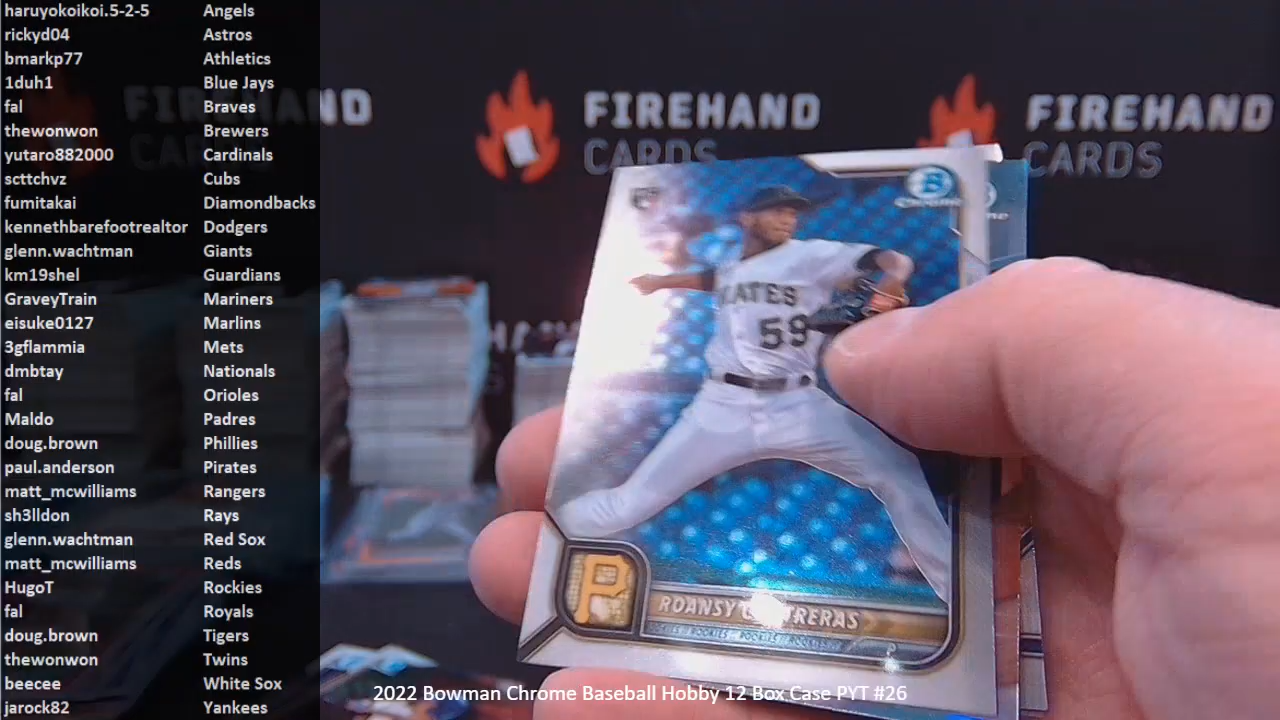 haruyokoikoi.5-2-5 Angels
rickyd04 Astros
bmarkp77 Athletics
1duh1 Blue Jays
fal Braves
thewonwon Brewers
yutaro882000 Cardinals
scttchvz Cubs
fumitakai Diamondbacks
kennethbarefootrealtor Dodgers
glenn.wachtman Giants
km19shel Guardians
GraveyTrain Mariners
eisuke0127 Marlins
3gflammia Mets
dmbtay Nationals
fal Orioles
Maldo Padres
doug.brown Phillies
paul.anderson Pirates
matt_mcwilliams Rangers
sh3lldon Rays
glenn.wachtman Red Sox
matt_mcwilliams Reds
HugoT Rockies
fal Royals
doug.brown Tigers
thewonwon Twins
beecee White Sox
jarock82 Yankees
FIREHAND
CARDS
FIREHAND
CARDS
FIREHAND
CARDS
B
Chrome
59
P
ROANSY
2022 Bowman Chrome Baseball Hobby 12 Box Case PYT #26